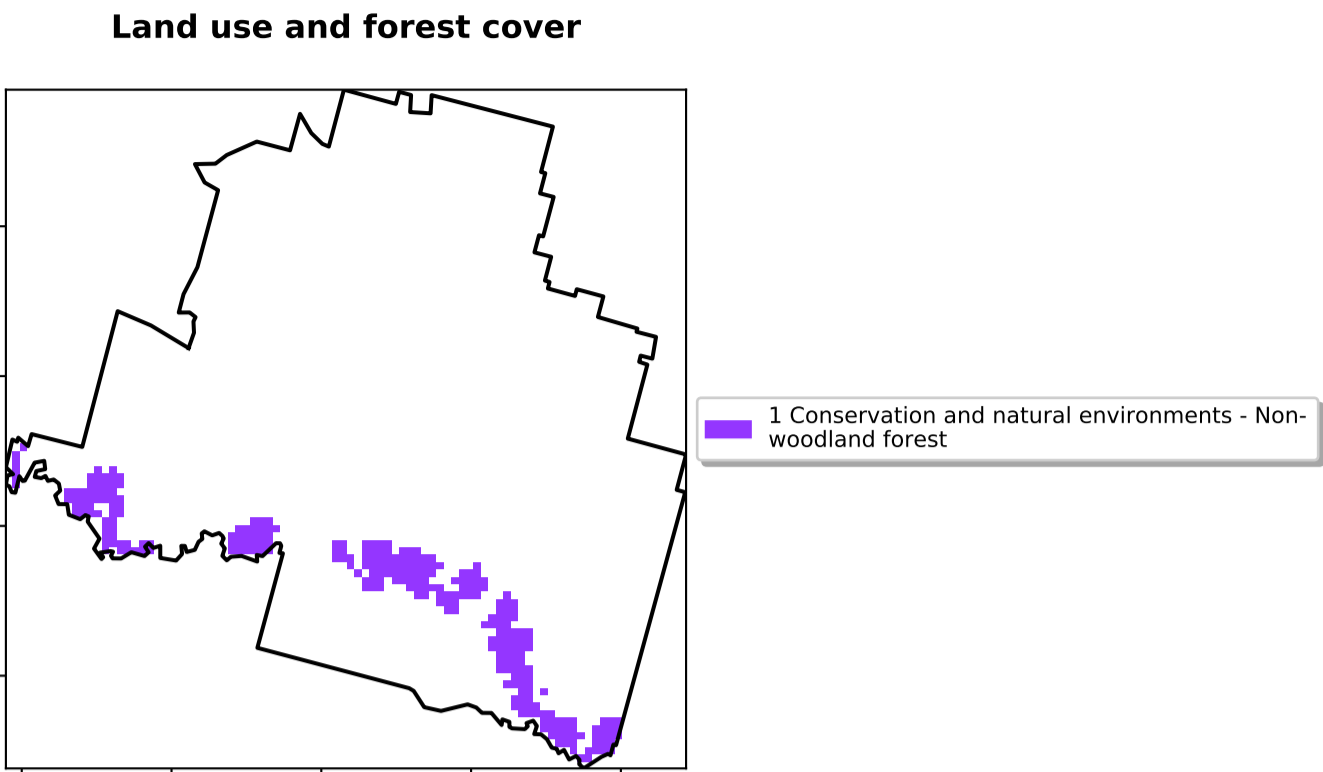 Land use and forest cover
1 Conservation and natural environments - Non-
woodland forest